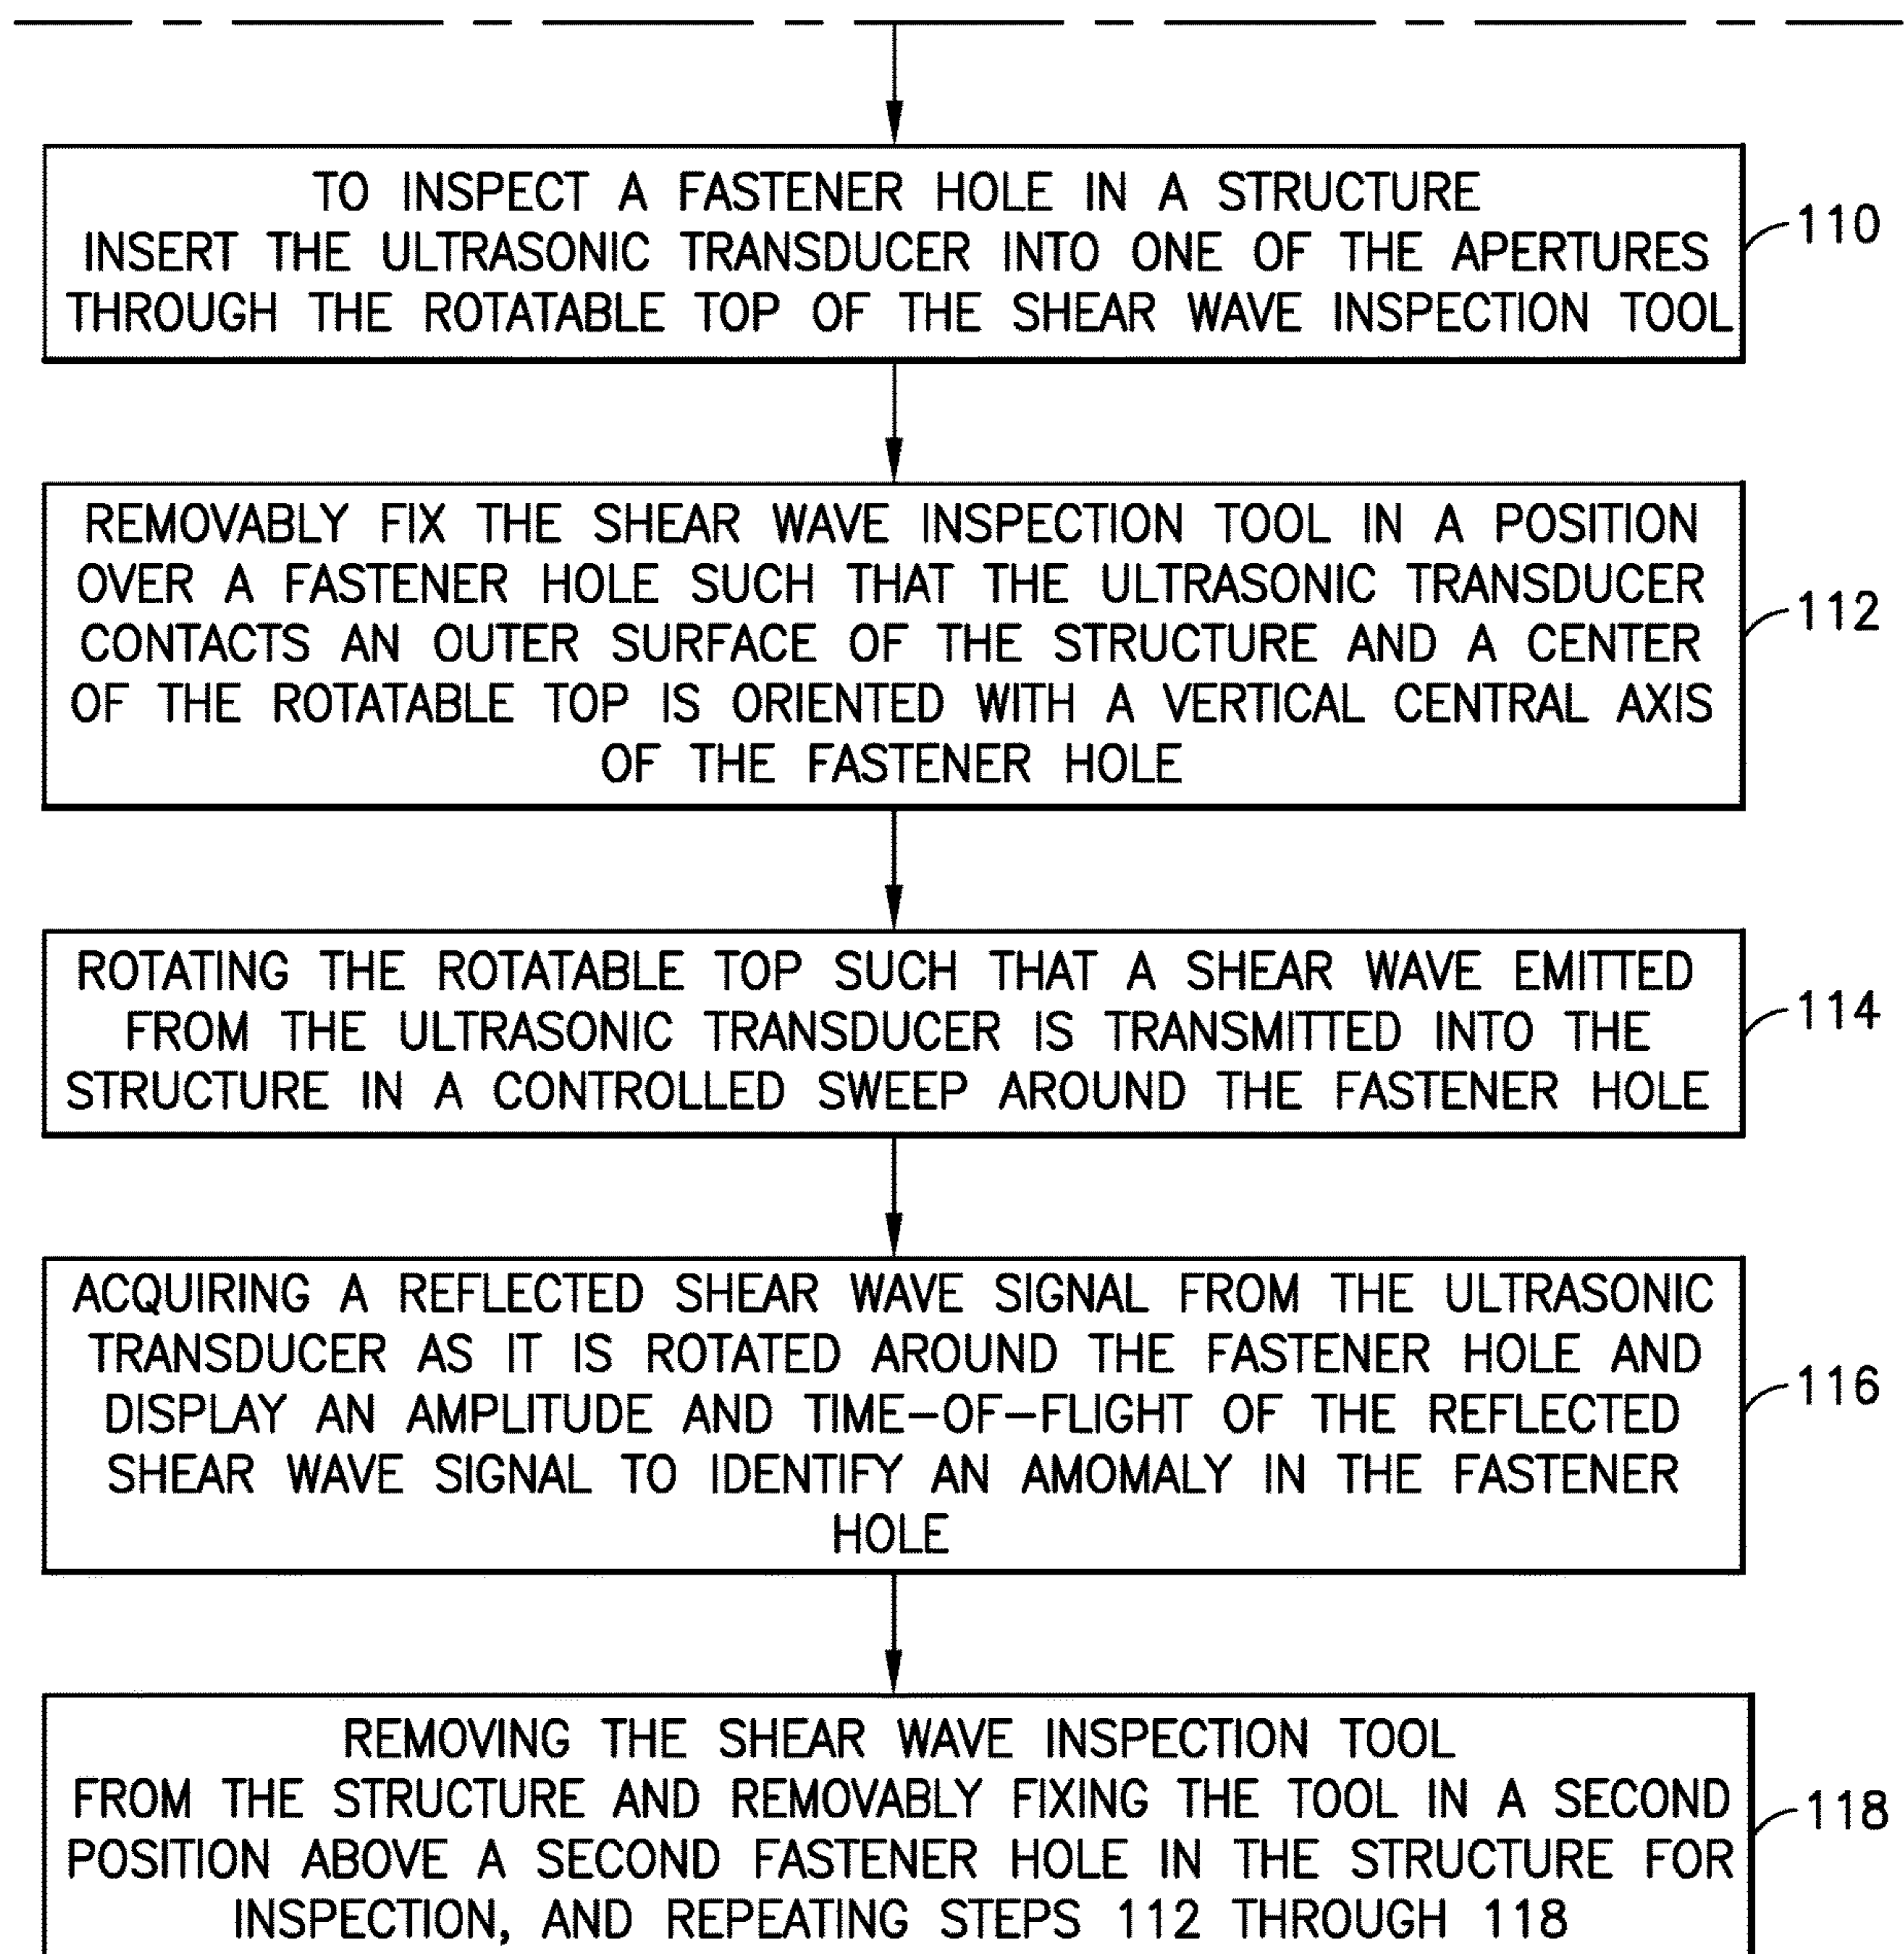 TO INSPECT A FASTENER HOLE IN A STRUCTURE
INSERT THE ULTRASONIC TRANSDUCER INTO ONE OF THE APERTURES
THROUGH THE ROTATABLE TOP OF THE SHEAR WAVE INSPECTION TOOL
110
REMOVABLY FIX THE SHEAR WAVE INSPECTION TOOL IN A POSITION
OVER A FASTENER HOLE SUCH THAT THE ULTRASONIC TRANSDUCER
CONTACTS AN OUTER SURFACE OF THE STRUCTURE AND A CENTER
OF THE ROTATABLE TOP IS ORIENTED WITH A VERTICAL CENTRAL AXIS
OF THE FASTENER HOLE
112
ROTATING THE ROTATABLE TOP SUCH THAT A SHEAR WAVE EMITTED
FROM THE ULTRASONIC TRANSDUCER IS TRANSMITTED INTO THE
STRUCTURE IN A CONTROLLED SWEEP AROUND THE FASTENER HOLE
114
ACQUIRING A REFLECTED SHEAR WAVE SIGNAL FROM THE ULTRASONIC
TRANSDUCER AS IT IS ROTATED AROUND THE FASTENER HOLE AND
DISPLAY AN AMPLITUDE AND TIME-OF-FLIGHT OF THE REFLECTED
SHEAR WAVE SIGNAL TO IDENTIFY AN AMOMALY IN THE FASTENER
HOLE
116
REMOVING THE SHEAR WAVE INSPECTION TOOL
FROM THE STRUCTURE AND REMOVABLY FIXING THE TOOL IN A SECOND
POSITION ABOVE A SECOND FASTENER HOLE IN THE STRUCTURE FOR
INSPECTION, AND REPEATING STEPS 112 THROUGH 118
118